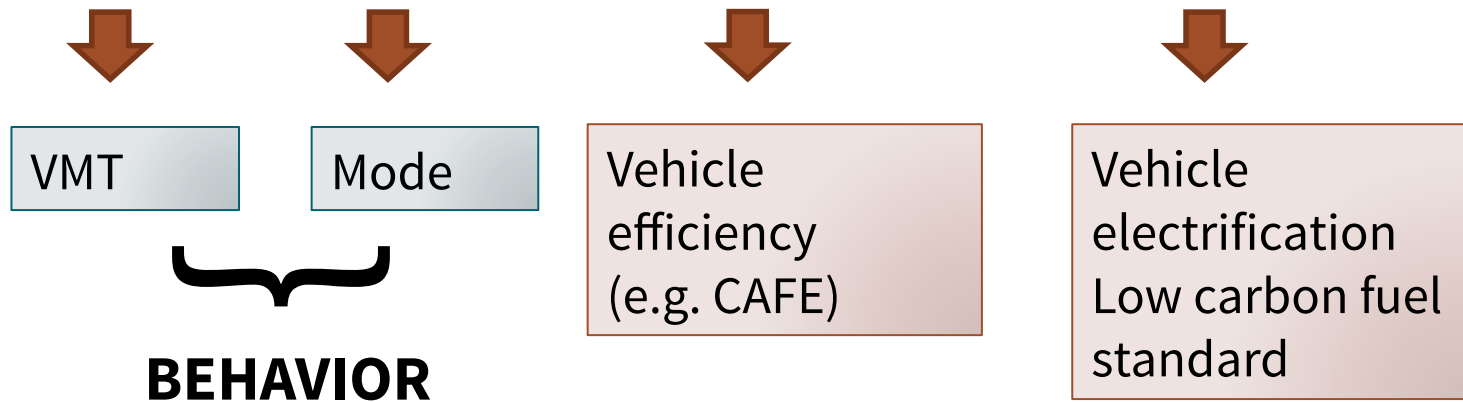 VMT
Mode
Vehicle
efficiency
(e.g. CAFE)
Vehicle
electrification
Low carbon fuel
standard
BEHAVIOR